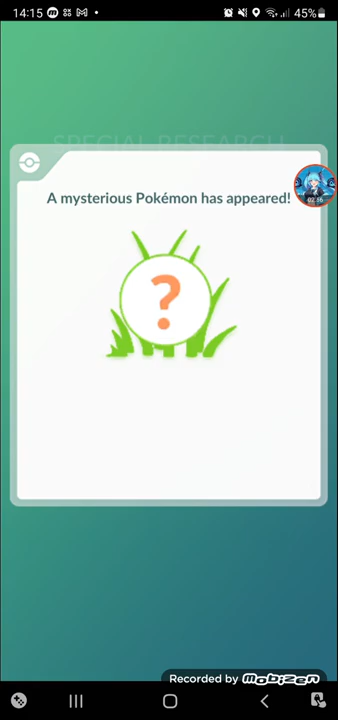 14:15
45%
SPECIAL RESEARCH
A mysterious Pokémon has appeared!
?
Recorded by Mobizen